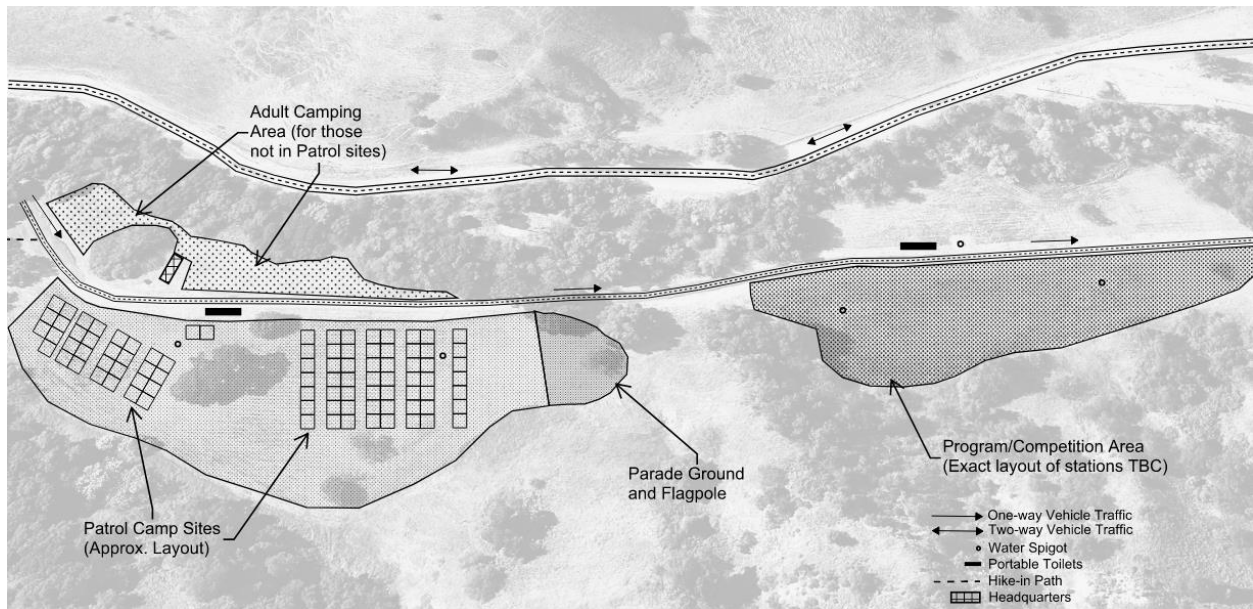 Adult Camping
Area (for those
not in Patrol sites)
Parade Ground
and Flagpole
Program/Competition Area
(Exact layout of stations TBC)
Patrol Camp Sites
(Approx. Layout)
One-way Vehicle Traffic
Two-way Vehicle Traffic
Water Spigot
Portable Toilets
Hike-in Path
Headquarters